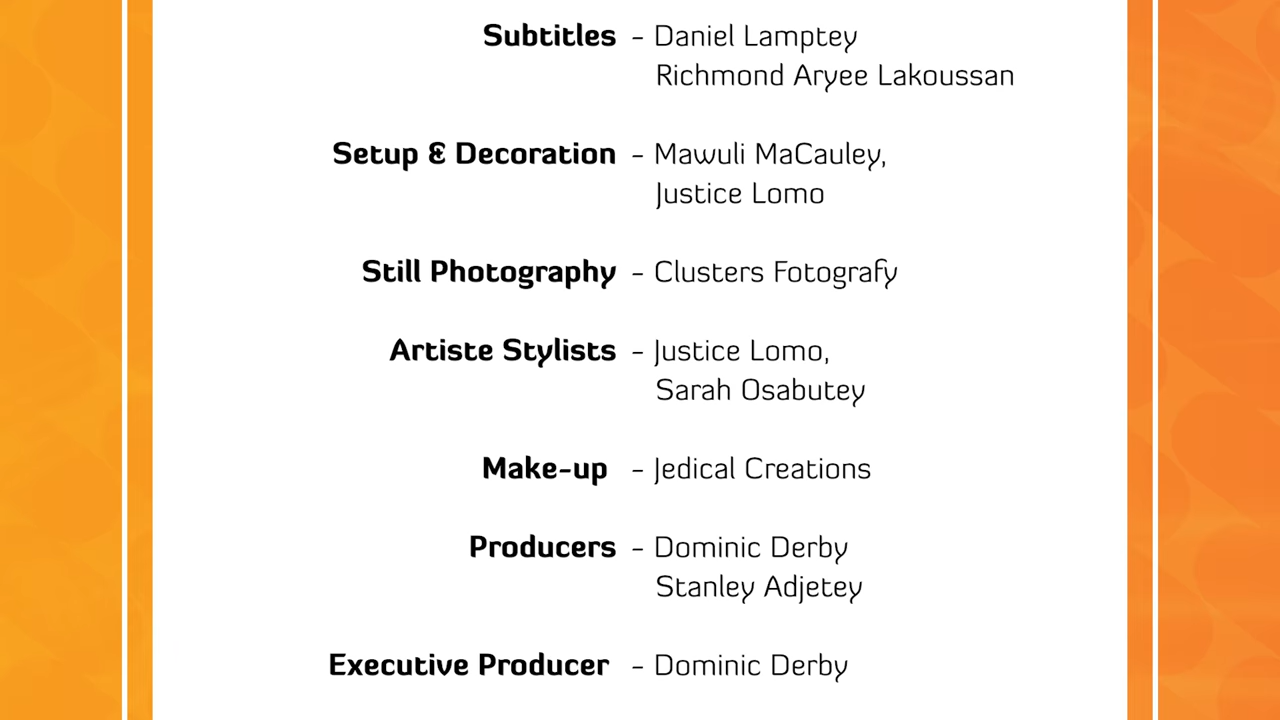 Subtitles - Daniel Lamptey
Richmond Aryee Lakoussan
Setup & Decoration - Mawuli MaCauley,
Justice Lomo
Still Photography - Clusters Fotografy
Artiste Stylists - Justice Lomo,
Sarah Osabutey
Make-up - Jedical Creations
Producers - Dominic Derby
Stanley Adjetey
Executive Producer - Dominic Derby